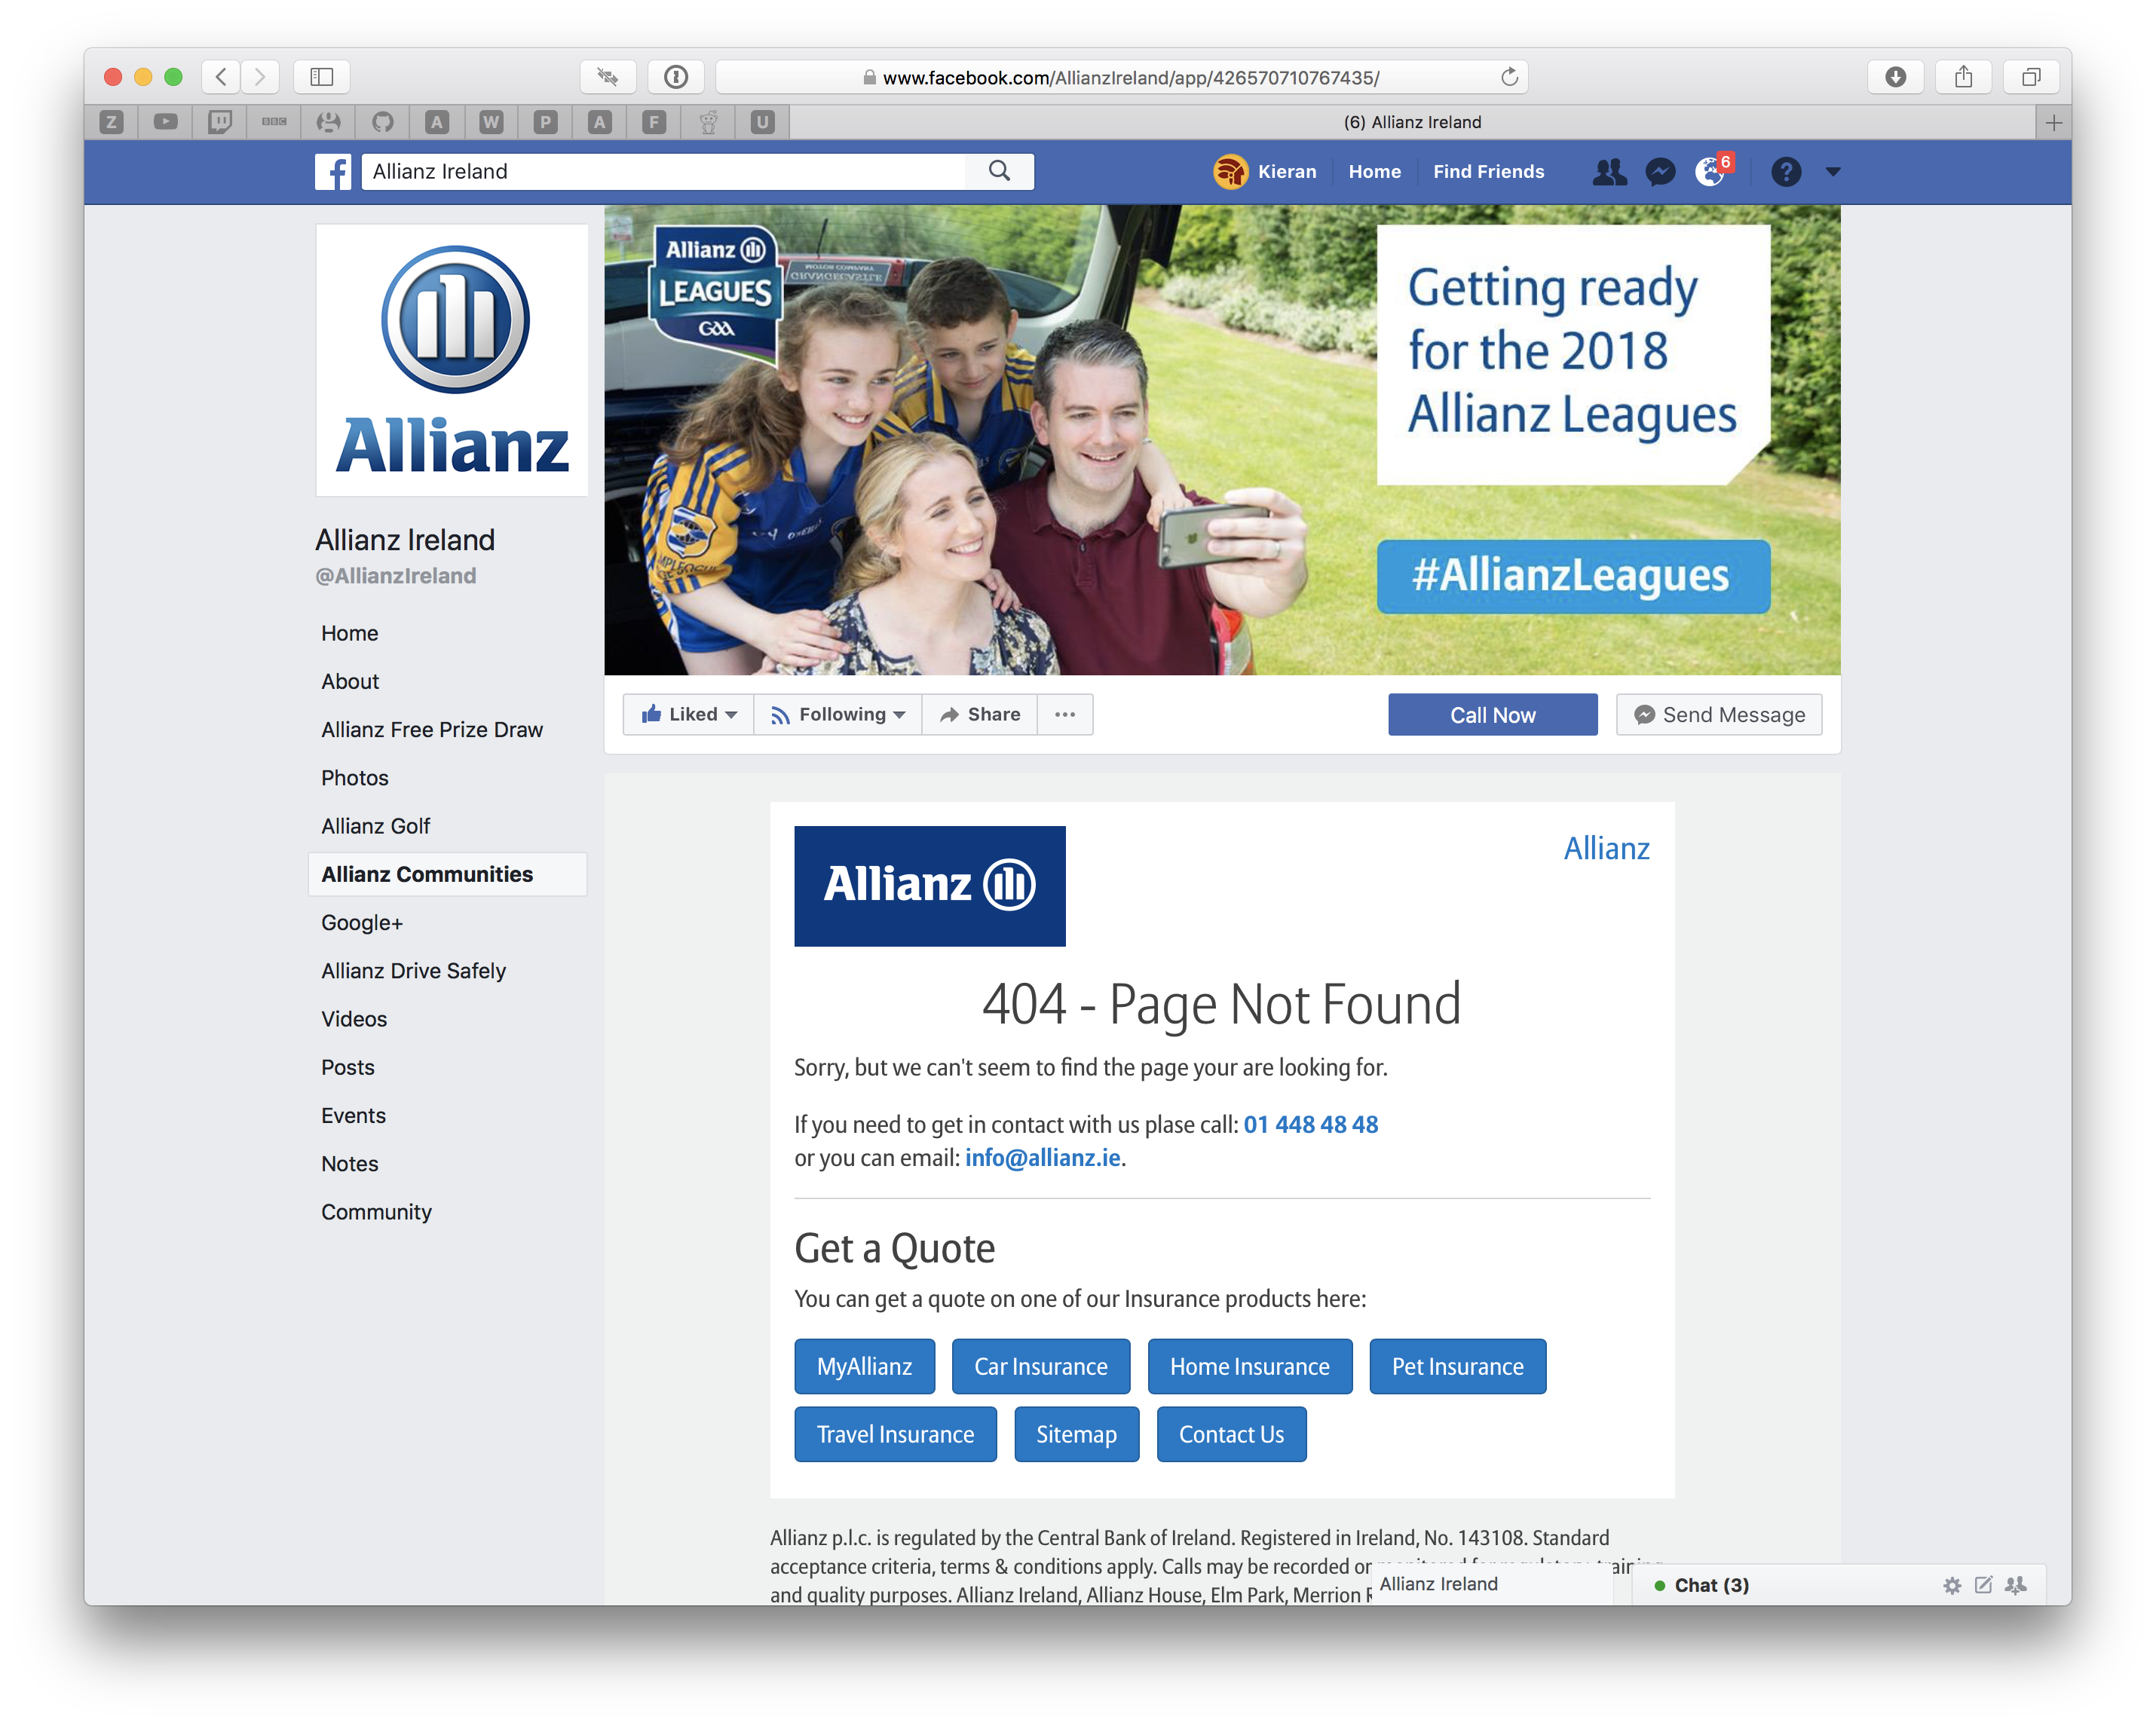 www.facebook.com/AllianzIreland/app/426570710767435/
Z
BBC
A
W
P
A
F
U
(6) Allianz Ireland
Allianz Ireland
Kieran
Home
Find Friends
6
?
Allianz
LEAGUES
GAA
MOTOR COMPANY
GRANGECASTLE
Getting ready
for the 2018
Allianz Leagues
#AllianzLeagues
Allianz
Allianz Ireland
@AllianzIreland
Home
About
Allianz Free Prize Draw
Photos
Allianz Golf
Allianz Communities
Google+
Allianz Drive Safely
Videos
Posts
Events
Notes
Community
Liked
Following
Share
Call Now
Send Message
Allianz
Allianz
404 - Page Not Found
Sorry, but we can't seem to find the page your are looking for.
If you need to get in contact with us plase call: 01 448 48 48
or you can email: info@allianz.ie.
Get a Quote
You can get a quote on one of our Insurance products here:
MyAllianz
Car Insurance
Home Insurance
Pet Insurance
Travel Insurance
Sitemap
Contact Us
Allianz p.l.c. is regulated by the Central Bank of Ireland. Registered in Ireland, No. 143108. Standard
acceptance criteria, terms & conditions apply. Calls may be recorded or
and quality purposes. Allianz Ireland, Allianz House, Elm Park, Merrion
Allianz Ireland
Chat (3)